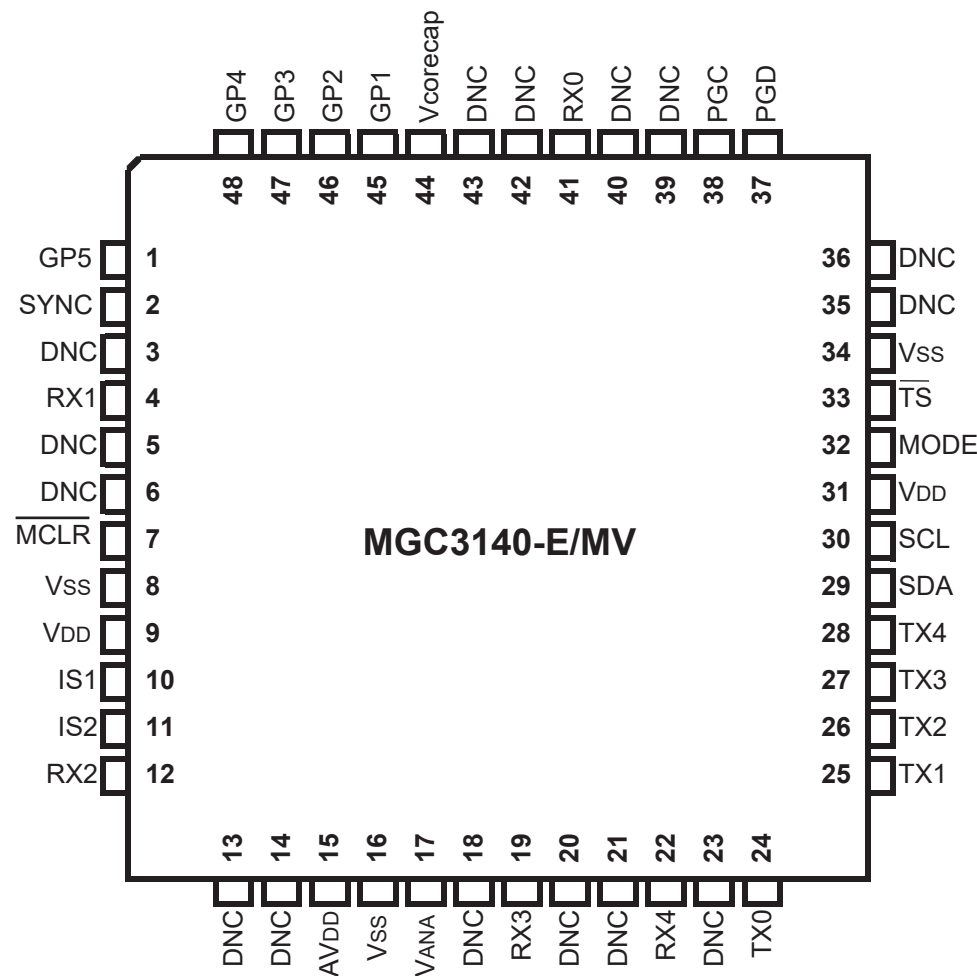 GP4 GP3 GP2 GP1 Vcorecap DNC DNC RX0 DNC DNC PGC PGD
48 47 46 45 44 43 42 41 40 39 38 37
GP5 1 36 DNC
SYNC 2 35 DNC
DNC 3 34 VSS
RX1 4 33 TS
DNC 5 32 MODE
DNC 6 31 VDD
MCLR 7 MGC3140-E/MV 30 SCL
VSS 8 29 SDA
VDD 9 28 TX4
IS1 10 27 TX3
IS2 11 26 TX2
RX2 12 25 TX1
13 14 15 16 17 18 19 20 21 22 23 24
DNC DNC AVDD VSS VANA DNC RX3 DNC DNC RX4 DNC TX0